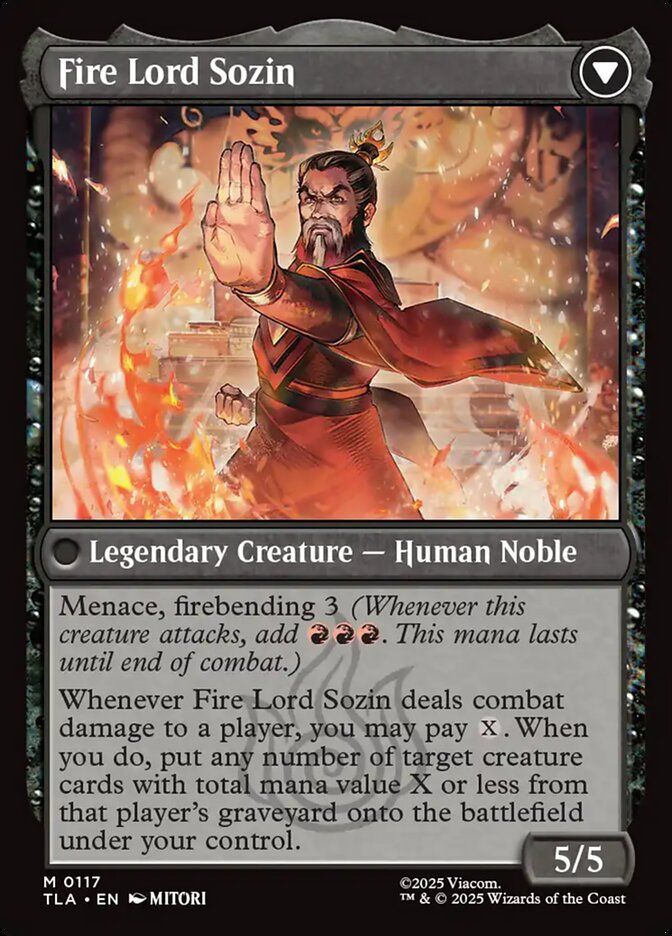 Fire Lord Sozin
Legendary Creature — Human Noble
Menace, firebending 3 (Whenever this
creature attacks, add. This mana lasts
until end of combat.)
Whenever Fire Lord Sozin deals combat
damage to a player, you may pay X. When
you do, put any number of target creature
cards with total mana value X or less from
that player's graveyard onto the battlefield
under your control.
5/5
M 0117
TLA • EN MITORI
©2025 Viacom.
™ & © 2025 Wizards of the Coast